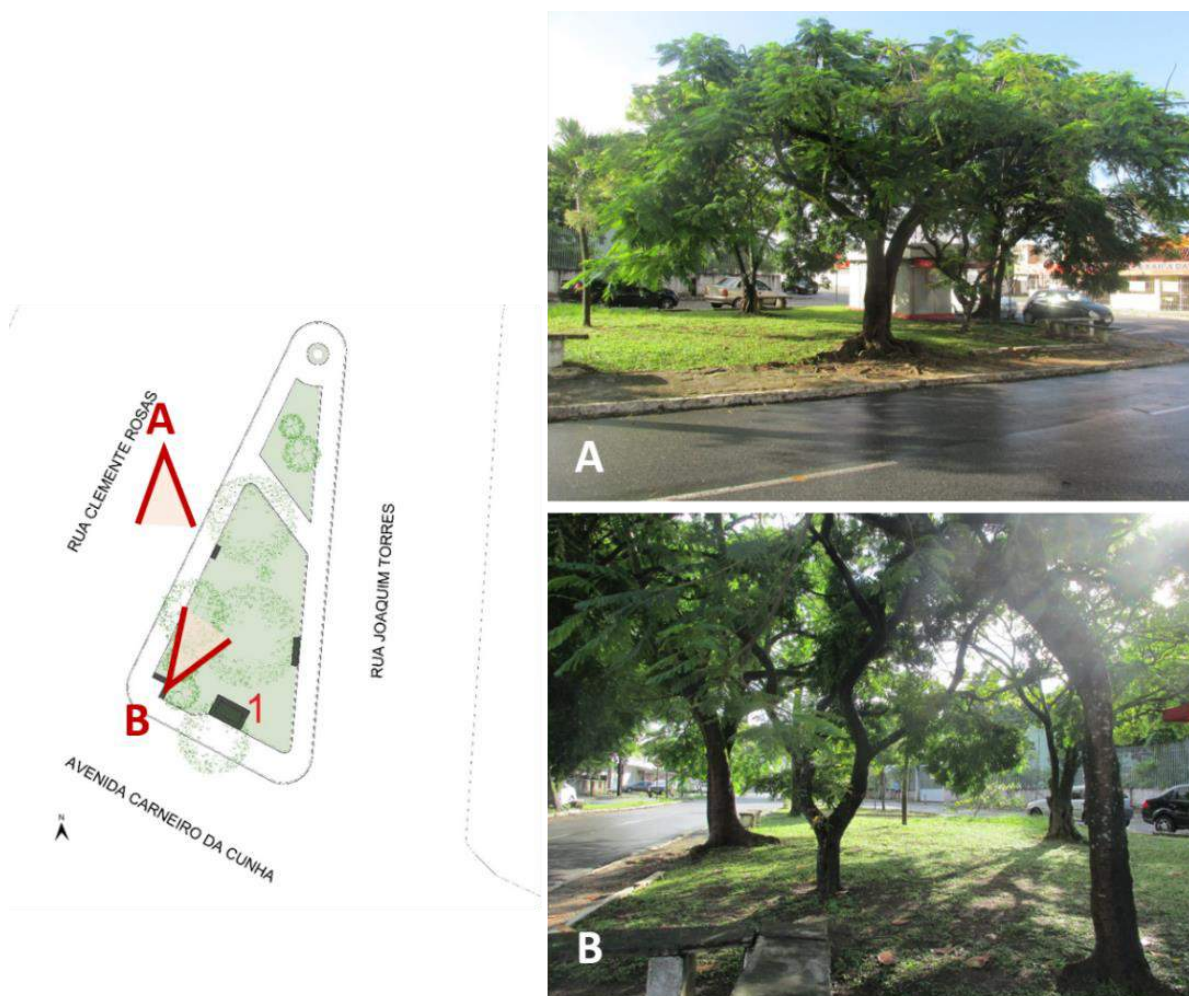 RUA CLEMENTE ROSAS
A
RUA JOAQUIM TORRES
B
1
AVENIDA CARNEIRO DA CUNHA
N
A
B